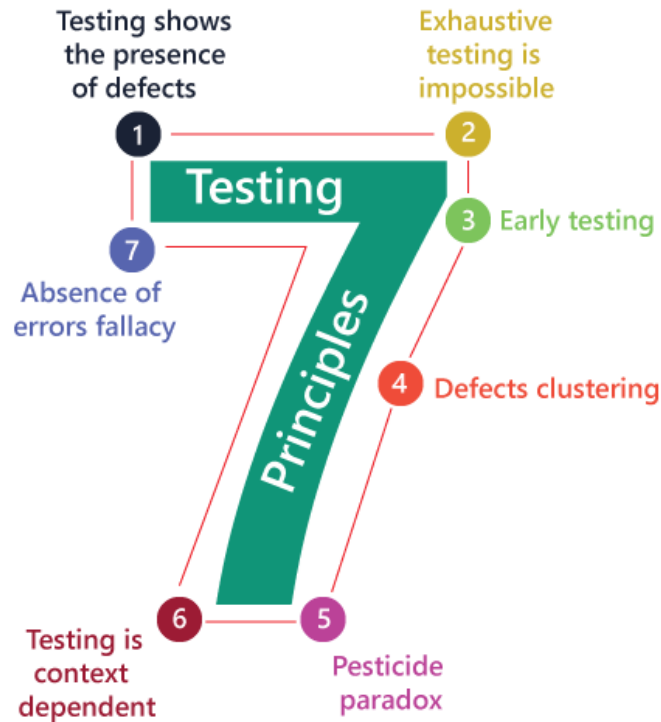 Testing shows
the presence
of defects
1
Exhaustive
testing is
impossible
2
Testing
3
Early testing
7
Absence of
errors fallacy
Principles
4
Defects clustering
6
Testing is
context
dependent
5
Pesticide
paradox